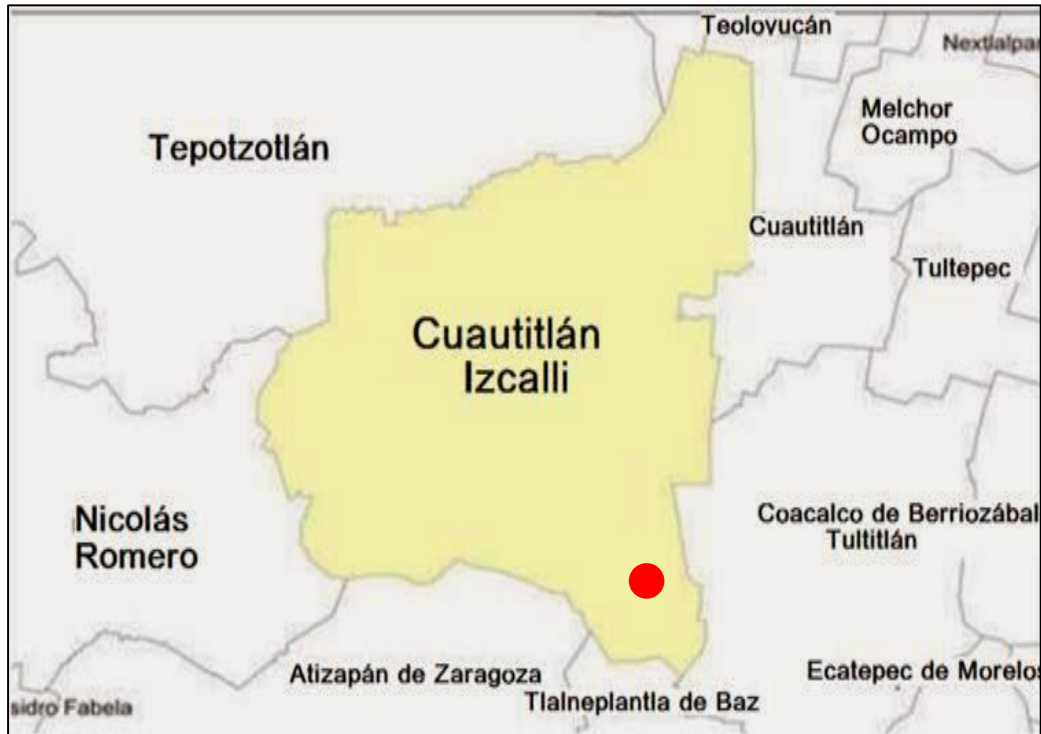 Teoloyucán
Nextlalpa
Melchor
Ocampo
Tepotzotlán
Cuautitlán
Tultepec
Cuautitlán
Izcalli
Nicolás
Romero
Coacalco de Berriozábal
Tultitlán
Atizapán de Zaragoza
Ecatepec de Morelos
Tlalneplantla de Baz
sidro Fabela